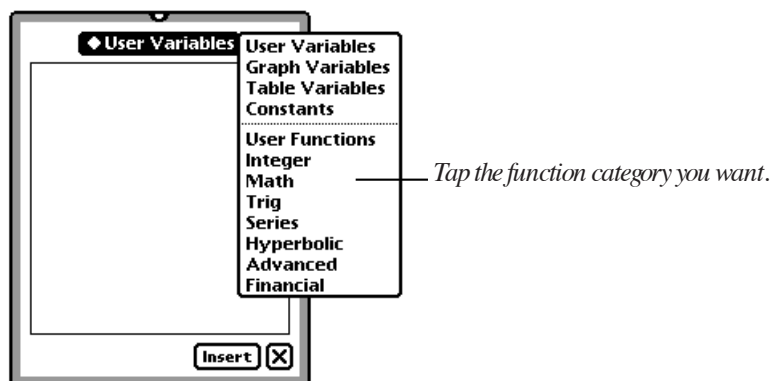 ◆User Variables
User Variables
Graph Variables
Table Variables
Constants
User Functions
Integer
Math
Trig
Series
Hyperbolic
Advanced
Financial
Tap the function category you want.
Insert